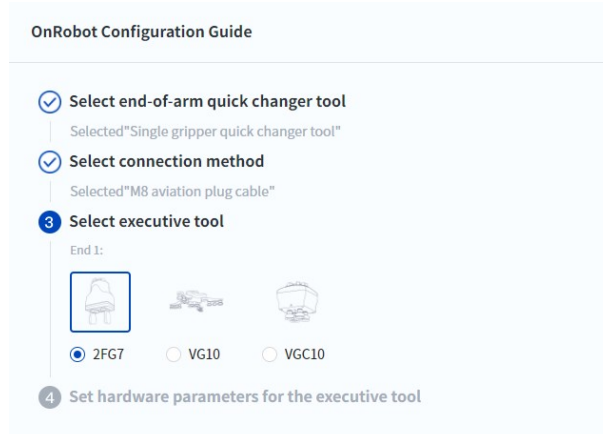 OnRobot Configuration Guide
Select end-of-arm quick changer tool
Selected"Single gripper quick changer tool"
Select connection method
Selected"M8 aviation plug cable"
3 Select executive tool
End 1:
2FG7 VG10 VGC10
4 Set hardware parameters for the executive tool